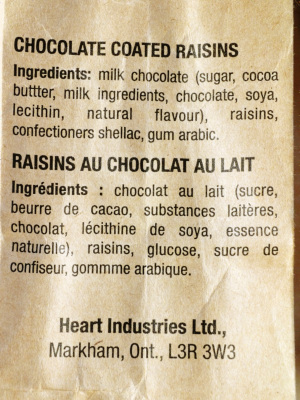 CHOCOLATE COATED RAISINS
Ingredients: milk chocolate (sugar, cocoa
buttter, milk ingredients, chocolate, soya,
lecithin, natural flavour), raisins,
confectioners shellac, gum arabic.
RAISINS AU CHOCOLAT AU LAIT
Ingrédients : chocolat au lait (sucre,
beurre de cacao, substances laitères,
chocolat, lécithine de soya, essence
naturelle), raisins, glucose, sucre de
confiseur, gommme arabique.
Heart Industries Ltd.,
Markham, Ont., L3R 3W3